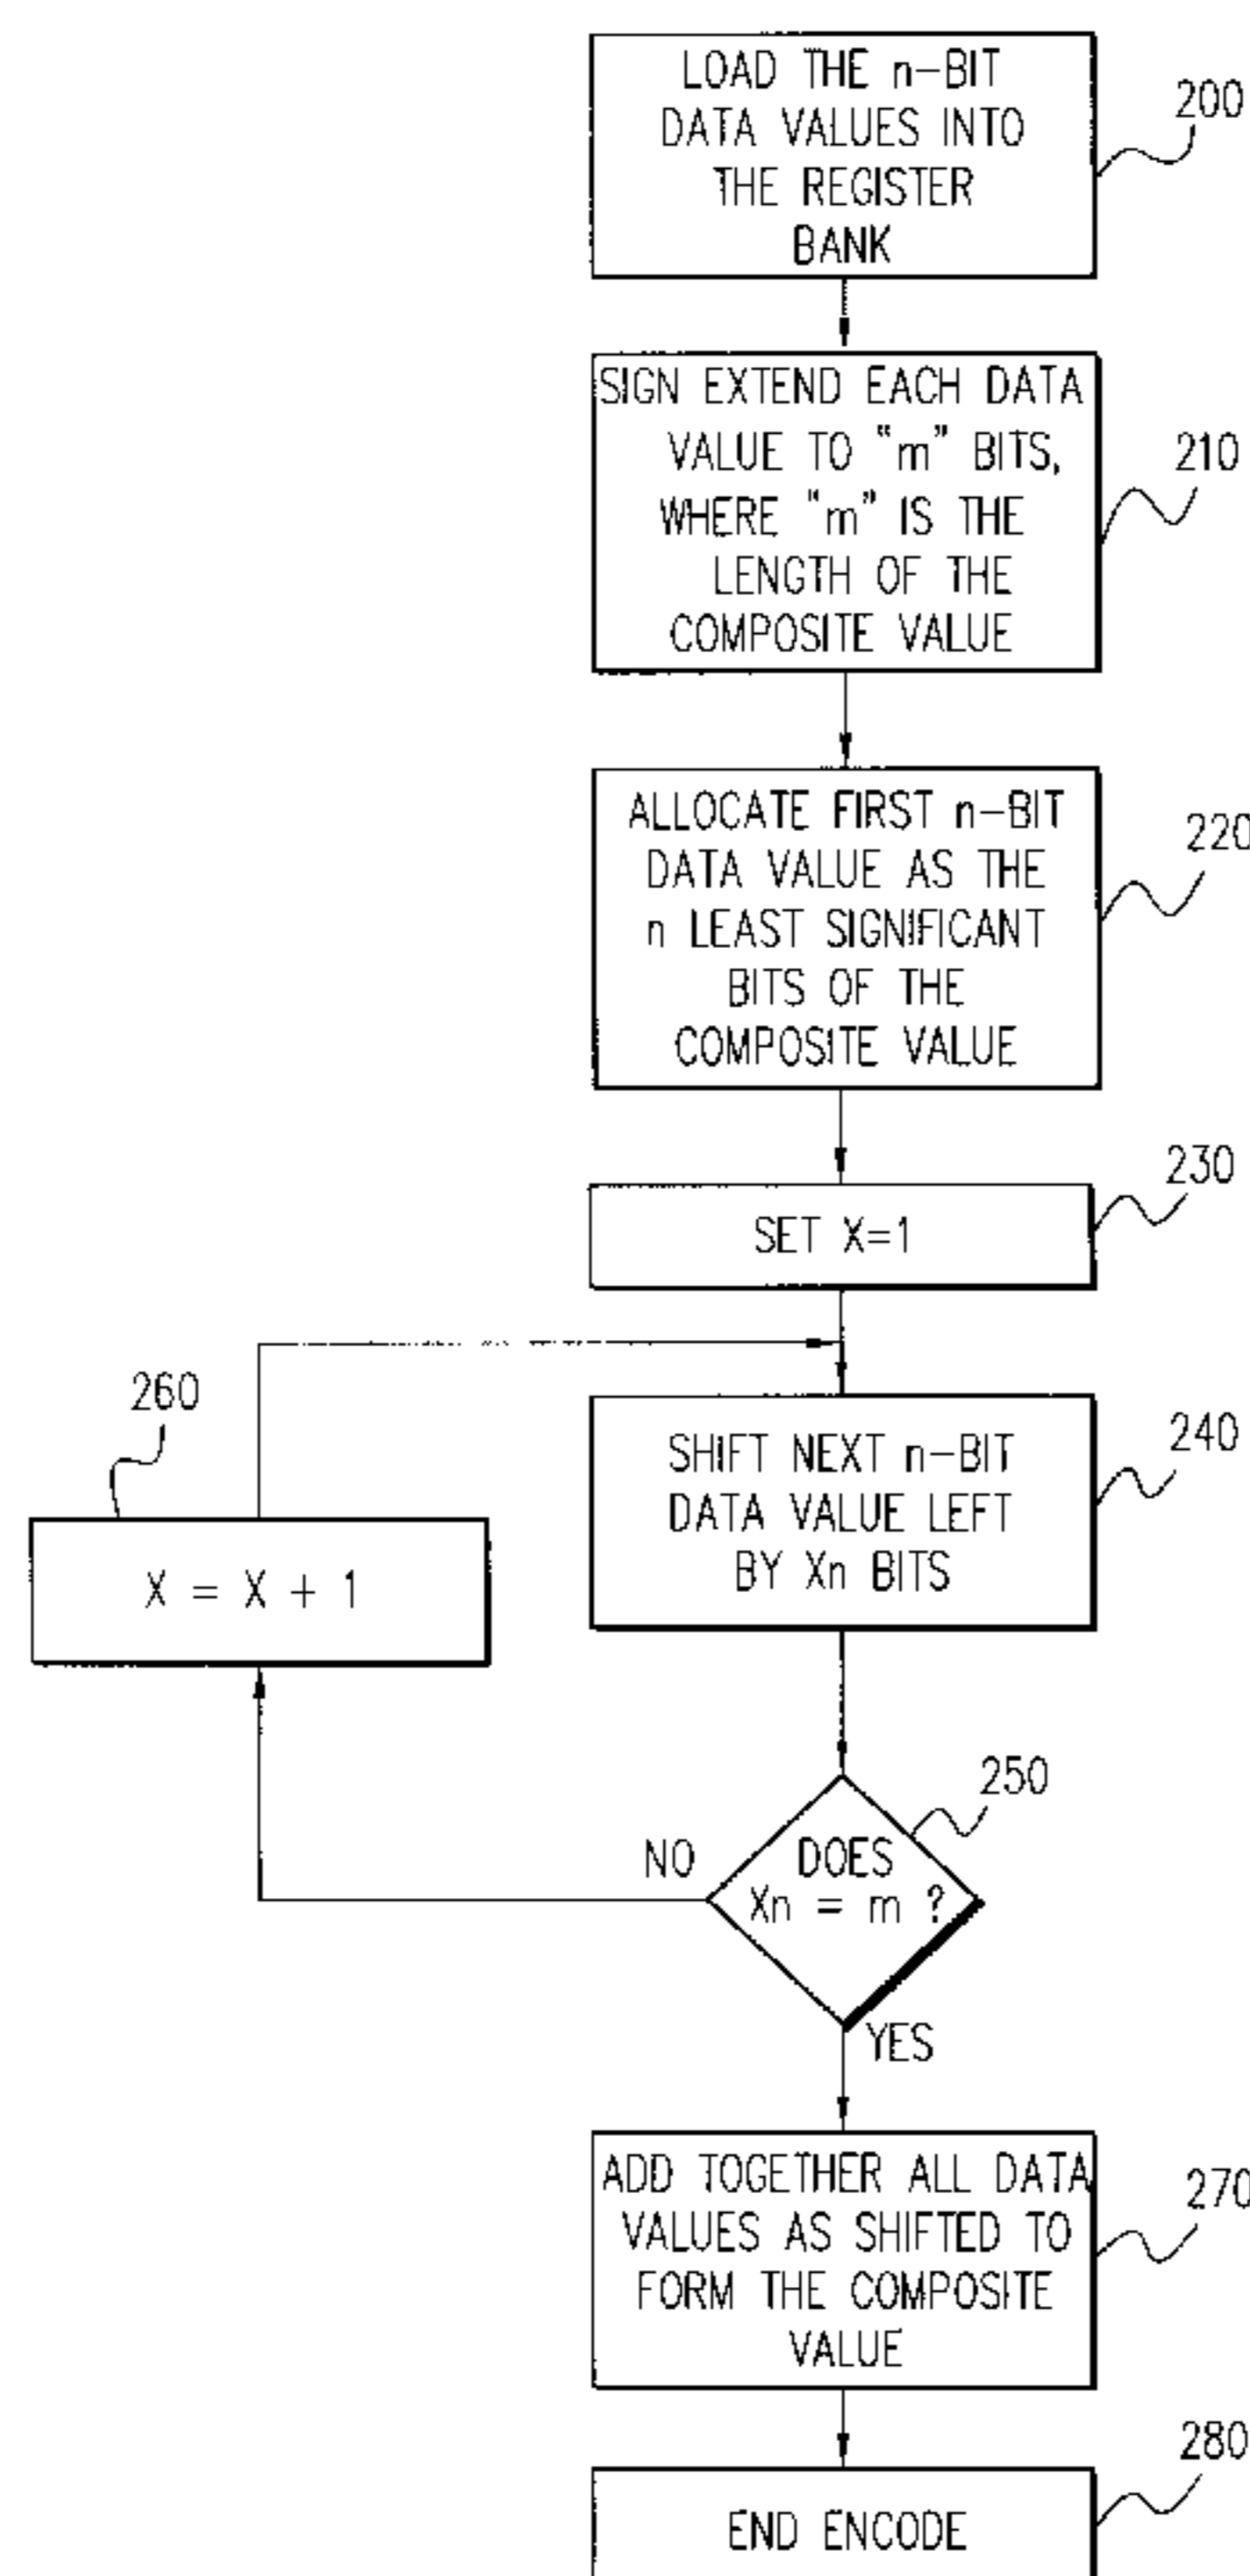 LOAD THE n-BIT
DATA VALUES INTO
THE REGISTER
BANK
200
SIGN EXTEND EACH DATA
VALUE TO "m" BITS,
WHERE "m" IS THE
LENGTH OF THE
COMPOSITE VALUE
210
ALLOCATE FIRST n-BIT
DATA VALUE AS THE
n LEAST SIGNIFICANT
BITS OF THE
COMPOSITE VALUE
220
SET X=1
230
260
X = X + 1
SHIFT NEXT n-BIT
DATA VALUE LEFT
BY Xn BITS
240
250
NO
DOES
Xn = m ?
YES
ADD TOGETHER ALL DATA
VALUES AS SHIFTED TO
FORM THE COMPOSITE
VALUE
270
END ENCODE
280